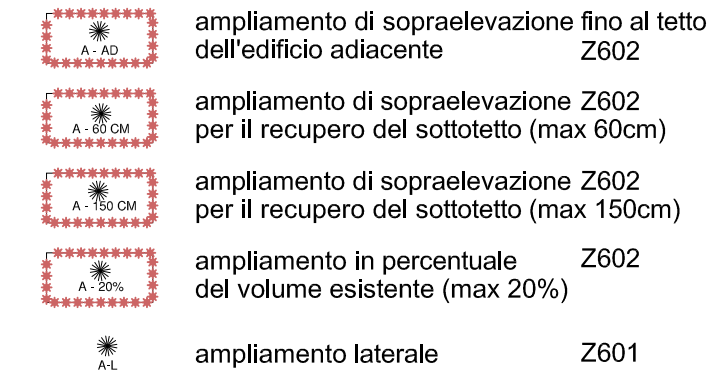 A - AD
ampliamento di sopraelevazione fino al tetto
dell'edificio adiacente Z602
A - 60 CM
ampliamento di sopraelevazione Z602
per il recupero del sottotetto (max 60cm)
A - 150 CM
ampliamento di sopraelevazione Z602
per il recupero del sottotetto (max 150cm)
A - 20%
ampliamento in percentuale Z602
del volume esistente (max 20%)
A-L
ampliamento laterale Z601